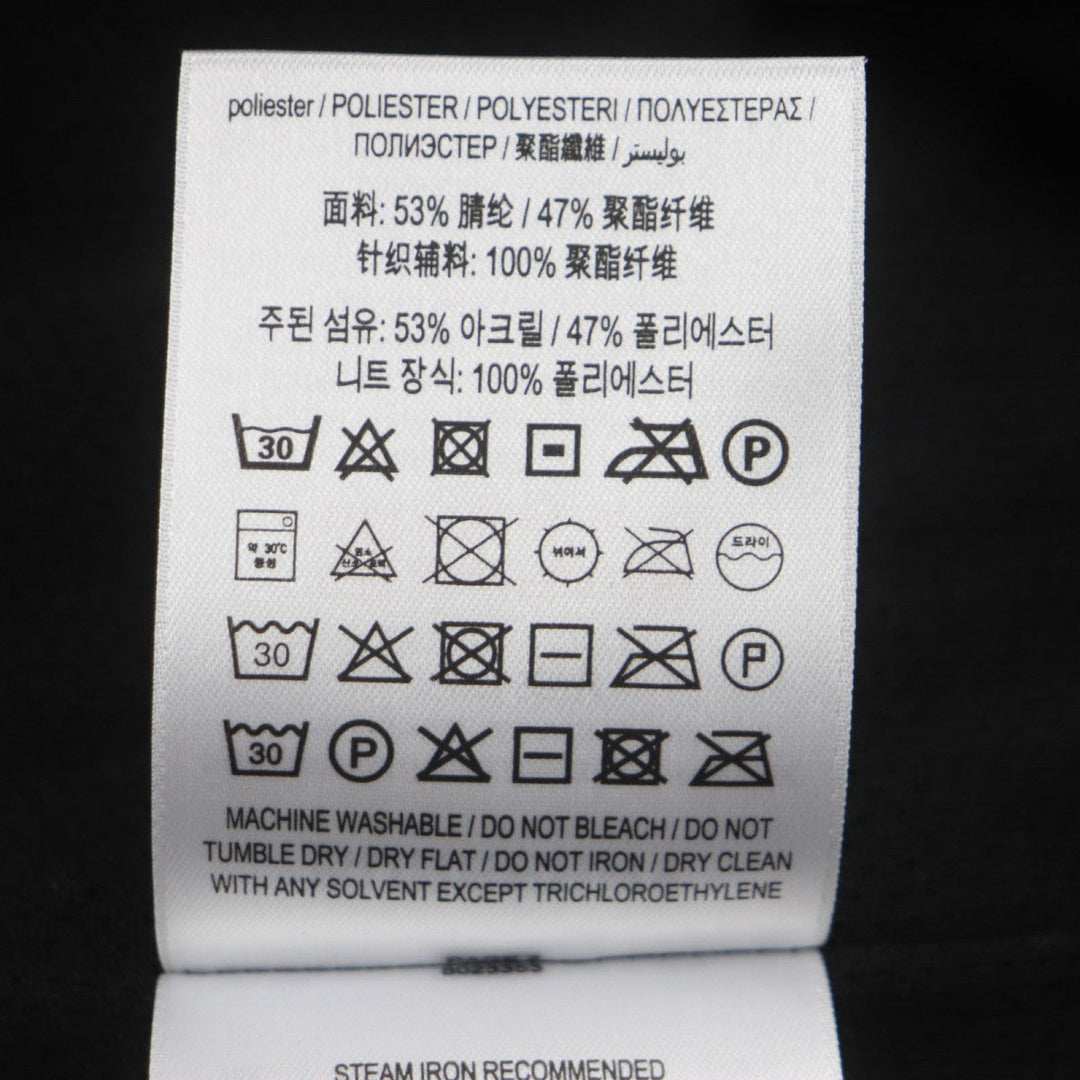 poliester / POLIESTER / POLYESTERI / ΠΟΛΥΕΣΤΕΡΑΣ /
ПОЛИЭСТЕР / 聚酯纖維 / بوليستر
面料: 53% 腈纶 / 47% 聚酯纤维
针织辅料: 100% 聚酯纤维
주된 섬유: 53% 아크릴 / 47% 폴리에스터
니트 장식: 100% 폴리에스터
30 P
약 30°C 드라이
중성 뉘어서
30 P
30 P
MACHINE WASHABLE / DO NOT BLEACH / DO NOT
TUMBLE DRY / DRY FLAT / DO NOT IRON / DRY CLEAN
WITH ANY SOLVENT EXCEPT TRICHLOROETHYLENE
STEAM IRON RECOMMENDED